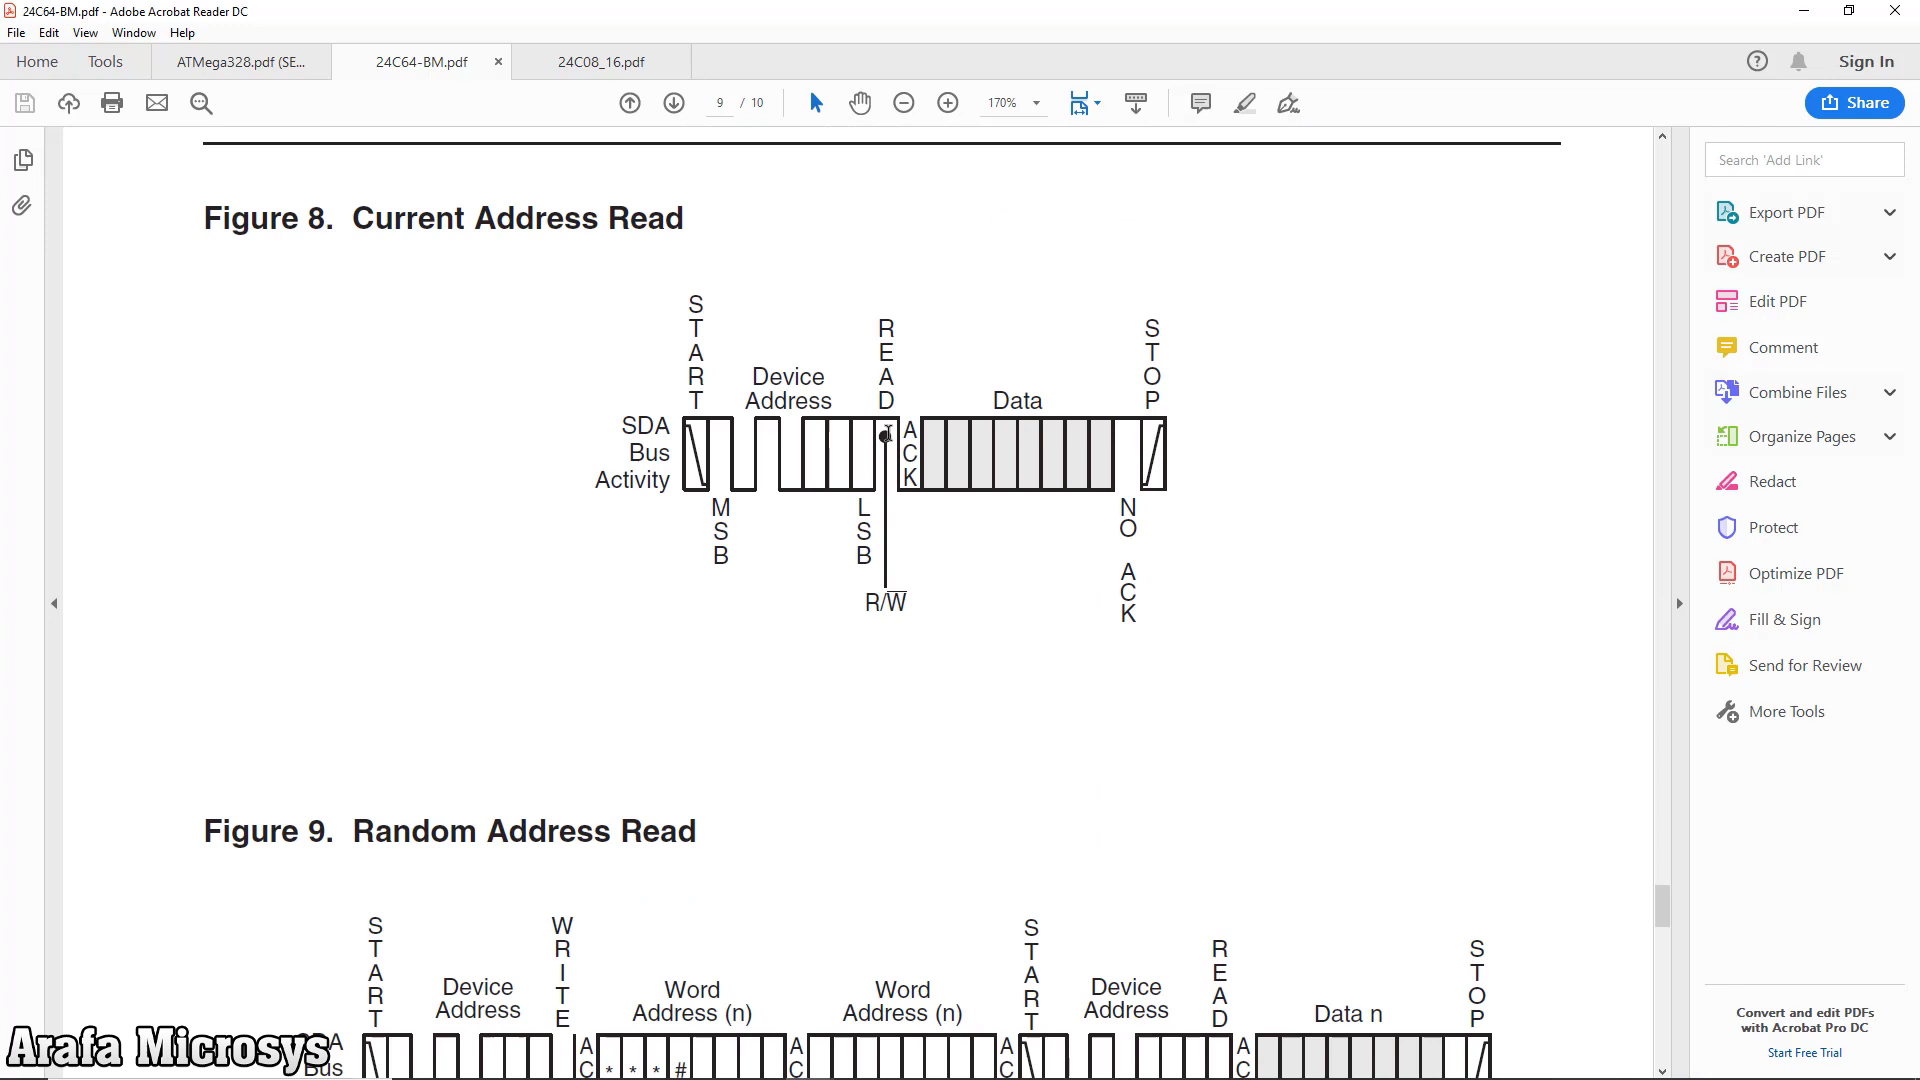 24C64-BM.pdf - Adobe Acrobat Reader DC
File Edit View Window Help
Home Tools ATMega328.pdf (SE... 24C64-BM.pdf × 24C08_16.pdf Sign In
9 / 10 170% Share
Search 'Add Link'
Export PDF
Create PDF
Edit PDF
Comment
Combine Files
Organize Pages
Redact
Protect
Optimize PDF
Fill & Sign
Send for Review
More Tools
Convert and edit PDFs
with Acrobat Pro DC
Start Free Trial
Figure 8. Current Address Read
START
Device
Address
READ
Data
STOP
SDA
Bus
Activity
ACK
MSB
LSB
R/W
NO ACK
Figure 9. Random Address Read
START
Device
Address
WRITE
Word
Address (n)
Word
Address (n)
START
Device
Address
READ
Data n
STOP
AC
* * * #
AC
AC
AC
Bus
Arafa Microsys